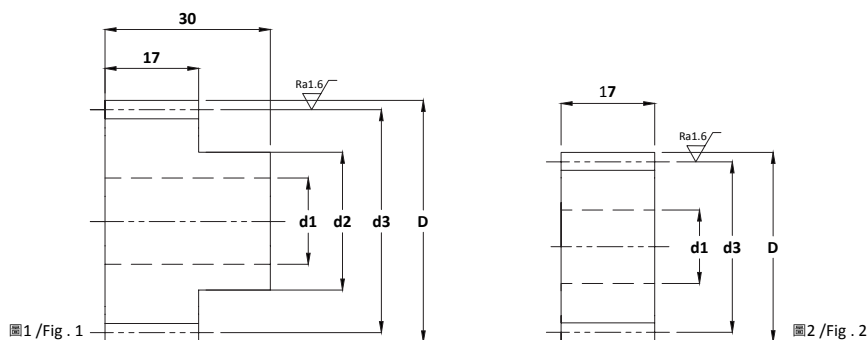 30
17
Ra1.6
d1
d2
d3
D
圖1 /Fig . 1
17
Ra1.6
d1
d3
D
圖2 /Fig . 2